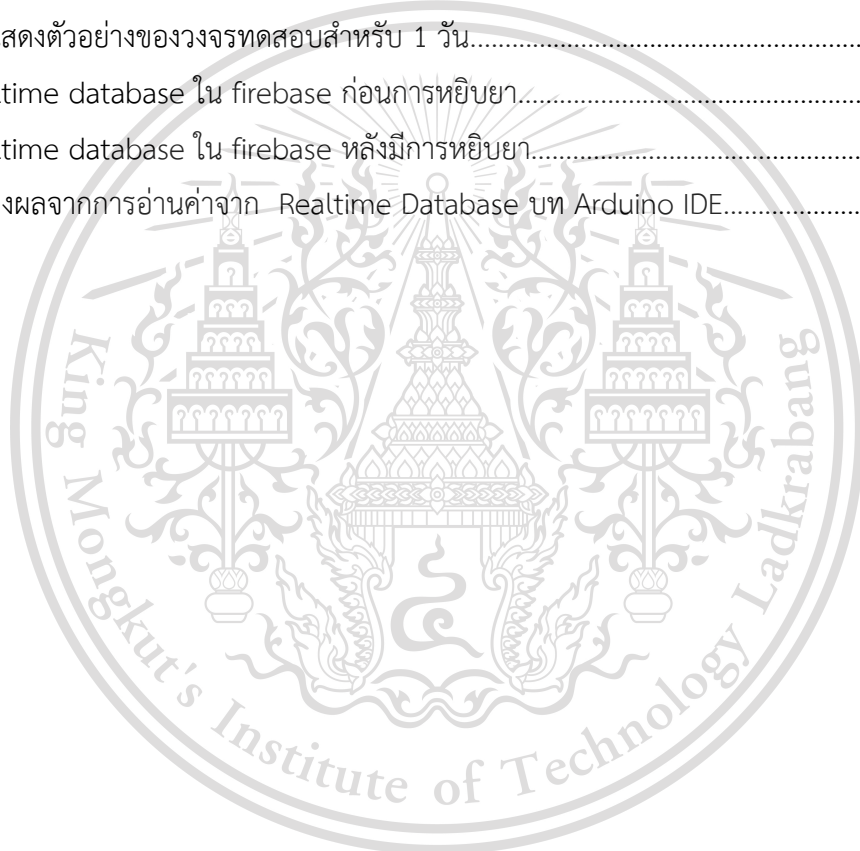 สดงตัวอย่างของวงจรทดสอบสำหรับ 1 วัน
time database ใน firebase ก่อนการหยิบยา
time database ใน firebase หลังมีการหยิบยา
งผลจากการอ่านค่าจาก Realtime Database บท Arduino IDE
King Mongkut's Institute of Technology Ladkrabang